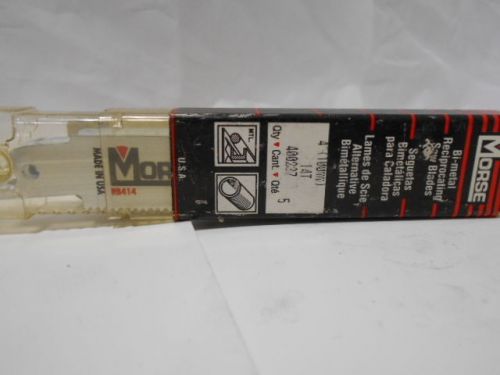 MORSE
MADE IN USA
RB414
U.S.A.
MTL
Qty Cant. Qté
5
400237
14T
Bi-metal
Reciprocating
Saw Blades
Seguetas
Bimetálicas
para Caladora
Lames de Scie
Alternative
Bimétallique
MORSE